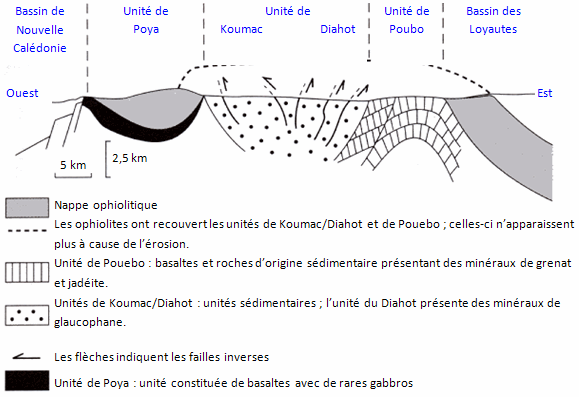 Bassin de Nouvelle Calédonie
Unité de Poya
Unité de
Koumac Diahot
Unité de Poubo
Bassin des Loyautes
Ouest
Est
5 km
2,5 km
Nappe ophiolitique
Les ophiolites ont recouvert les unités de Koumac/Diahot et de Pouebo ; celles-ci n’apparaissent
plus à cause de l’érosion.
Unité de Pouebo : basaltes et roches d’origine sédimentaire présentant des minéraux de grenat
et jadéite.
Unités de Koumac/Diahot : unités sédimentaires ; l’unité du Diahot présente des minéraux de
glaucophane.
Les flèches indiquent les failles inverses
Unité de Poya : unité constituée de basaltes avec de rares gabbros